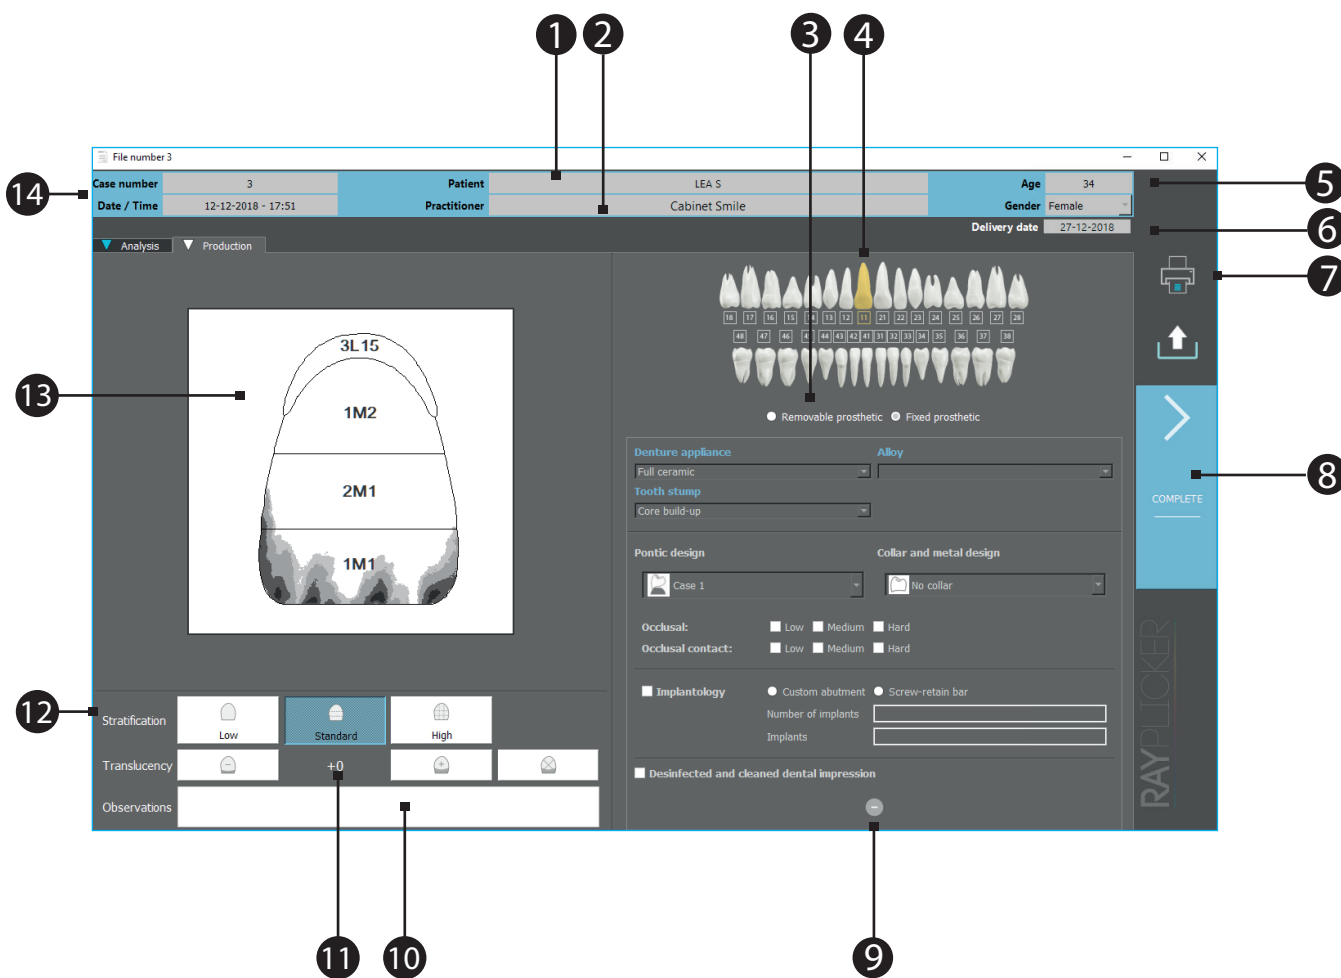 1 2 3 4
File number 3
14
Case number 3 Patient LEA S Age 34
5
Date / Time 12-12-2018 - 17:51 Practitioner Cabinet Smile Gender Female
Delivery date 27-12-2018
6
Analysis Production
7
18 17 16 15 14 13 12 11 21 22 23 24 25 26 27 28
48 47 46 45 44 43 42 41 31 32 33 34 35 36 37 38
3L15
13
1M2
Removable prosthetic Fixed prosthetic
Denture appliance Alloy
Full ceramic
8
Tooth stump
2M1
COMPLETE
Core build-up
Pontic design Collar and metal design
1M1
Case 1 No collar
Occlusal: Low Medium Hard
Occlusal contact: Low Medium Hard
Implantology Custom abutment Screw-retain bar
12
Stratification Low Standard High
Number of implants
Implants
Translucency +0
Desinfected and cleaned dental impression
Observations
RAYPLICKER
11 10 9